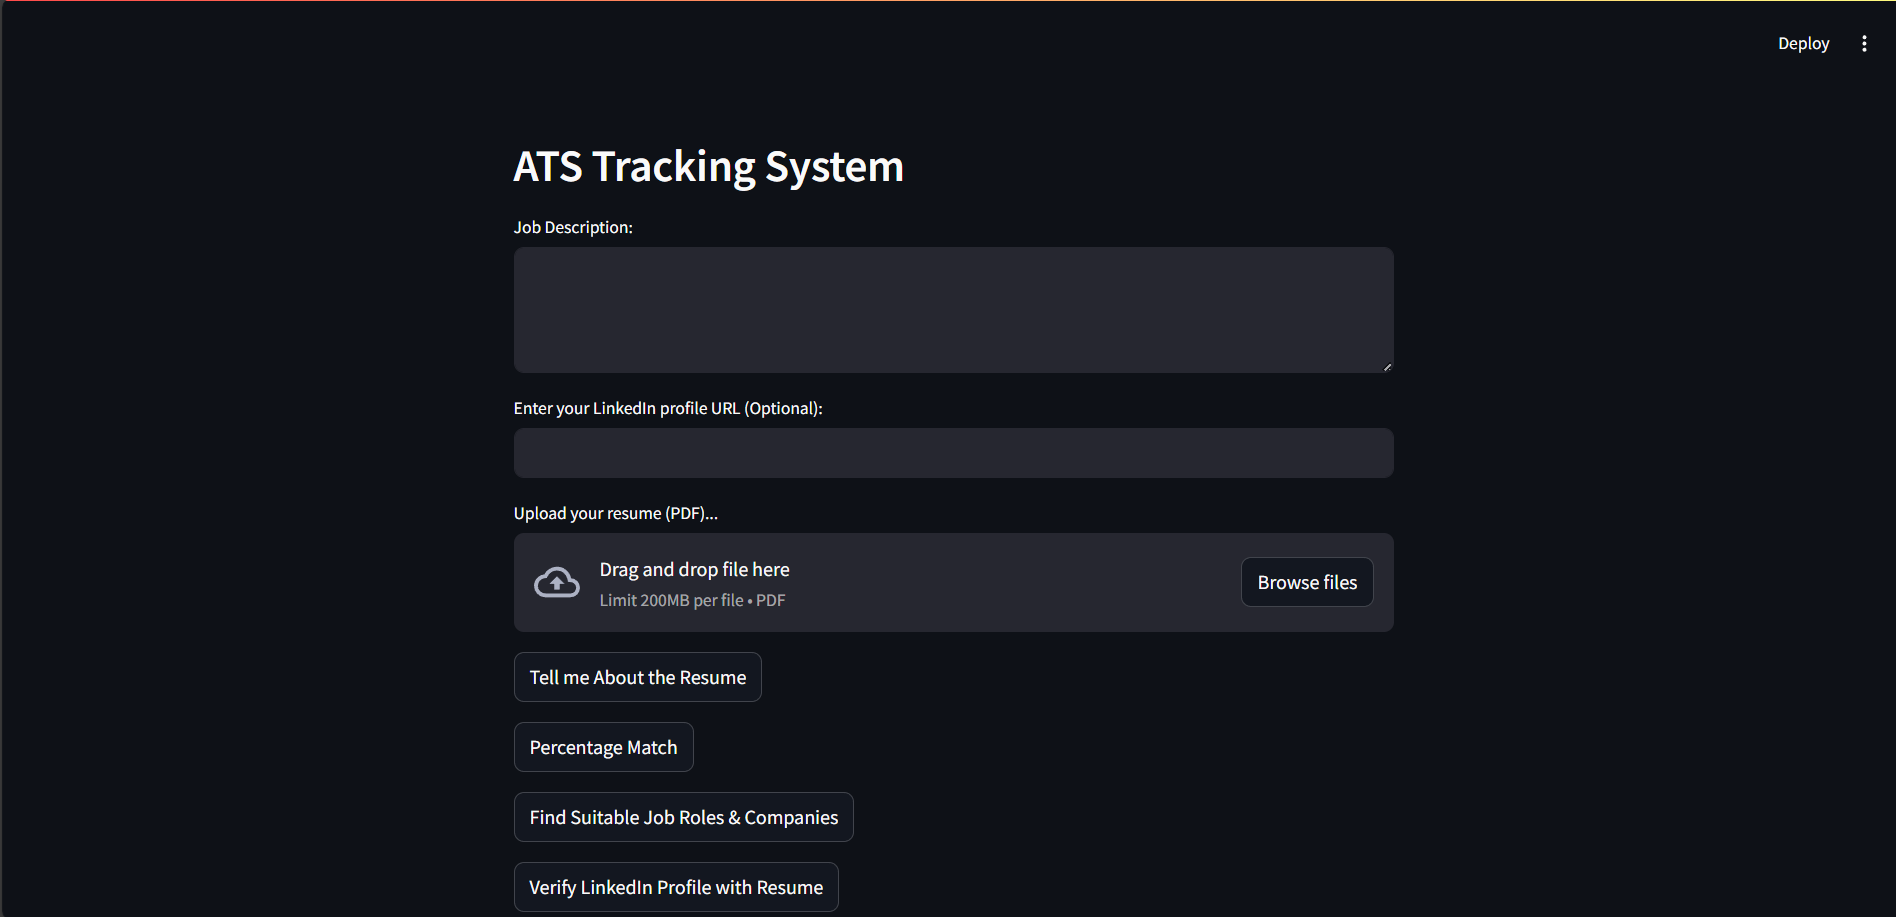 Deploy
ATS Tracking System
Job Description:
Enter your LinkedIn profile URL (Optional):
Upload your resume (PDF)...
Drag and drop file here
Limit 200MB per file • PDF
Browse files
Tell me About the Resume
Percentage Match
Find Suitable Job Roles & Companies
Verify LinkedIn Profile with Resume